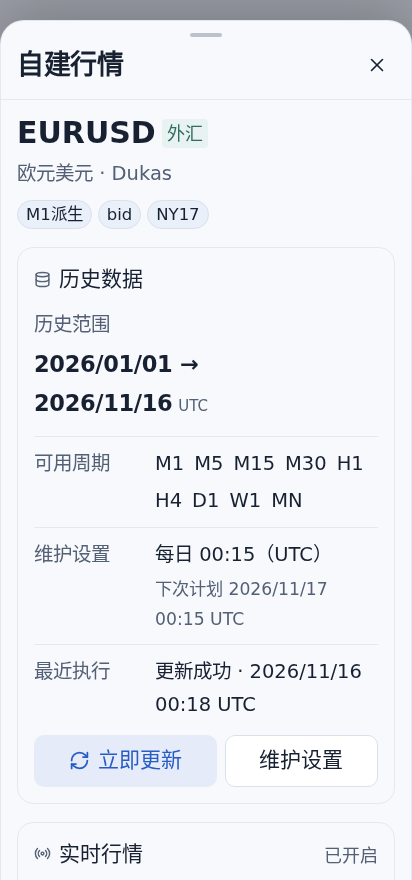 自建行情
EURUSD 外汇
欧元美元 · Dukas
M1派生 bid NY17
历史数据
历史范围
2026/01/01 →
2026/11/16 UTC
可用周期 M1 M5 M15 M30 H1
H4 D1 W1 MN
维护设置 每日 00:15（UTC）
下次计划 2026/11/17
00:15 UTC
最近执行 更新成功 · 2026/11/16
00:18 UTC
立即更新 维护设置
实时行情 已开启